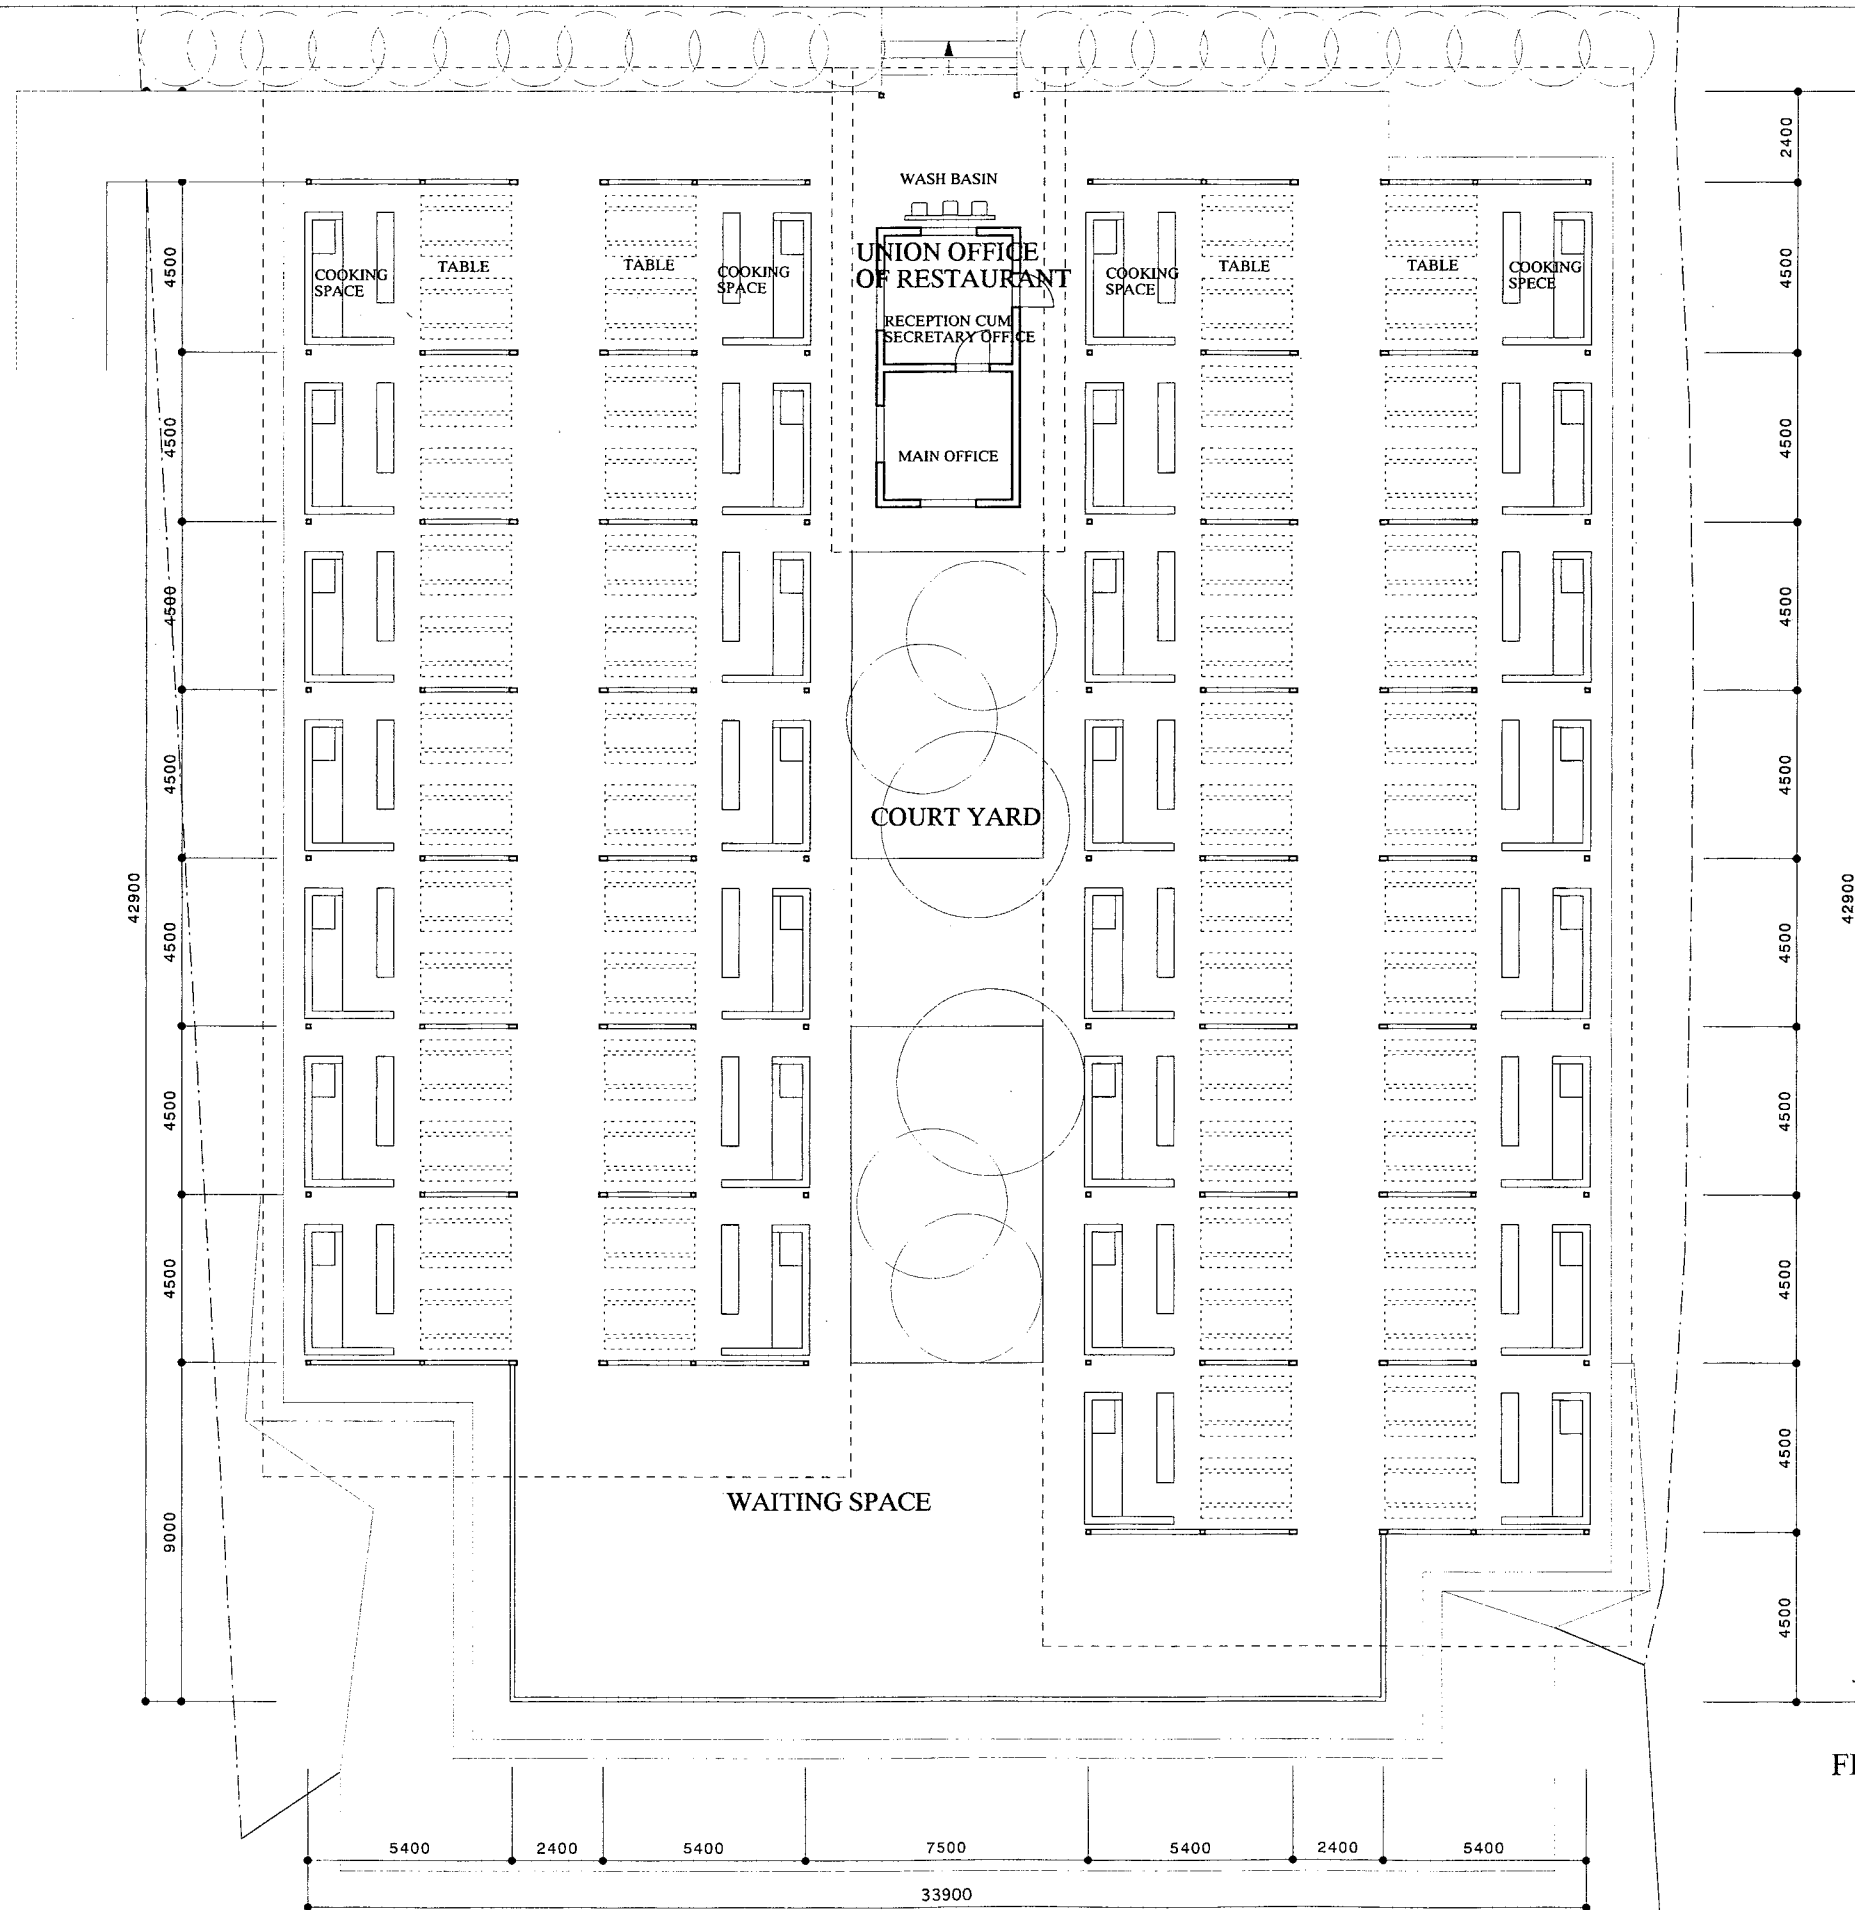 2400
WASH BASIN
UNION OFFICE
OF RESTAURANT
COOKING
SPACE
TABLE
TABLE
COOKING
SPACE
COOKING
SPACE
TABLE
TABLE
COOKING
SPECE
4500
4500
RECEPTION CUM
SECRETARY OFFICE
4500
4500
MAIN OFFICE
4500
4500
4500
4500
COURT YARD
42900
42900
4500
4500
4500
4500
4500
4500
4500
WAITING SPACE
9000
4500
5400
2400
5400
7500
5400
2400
5400
33900